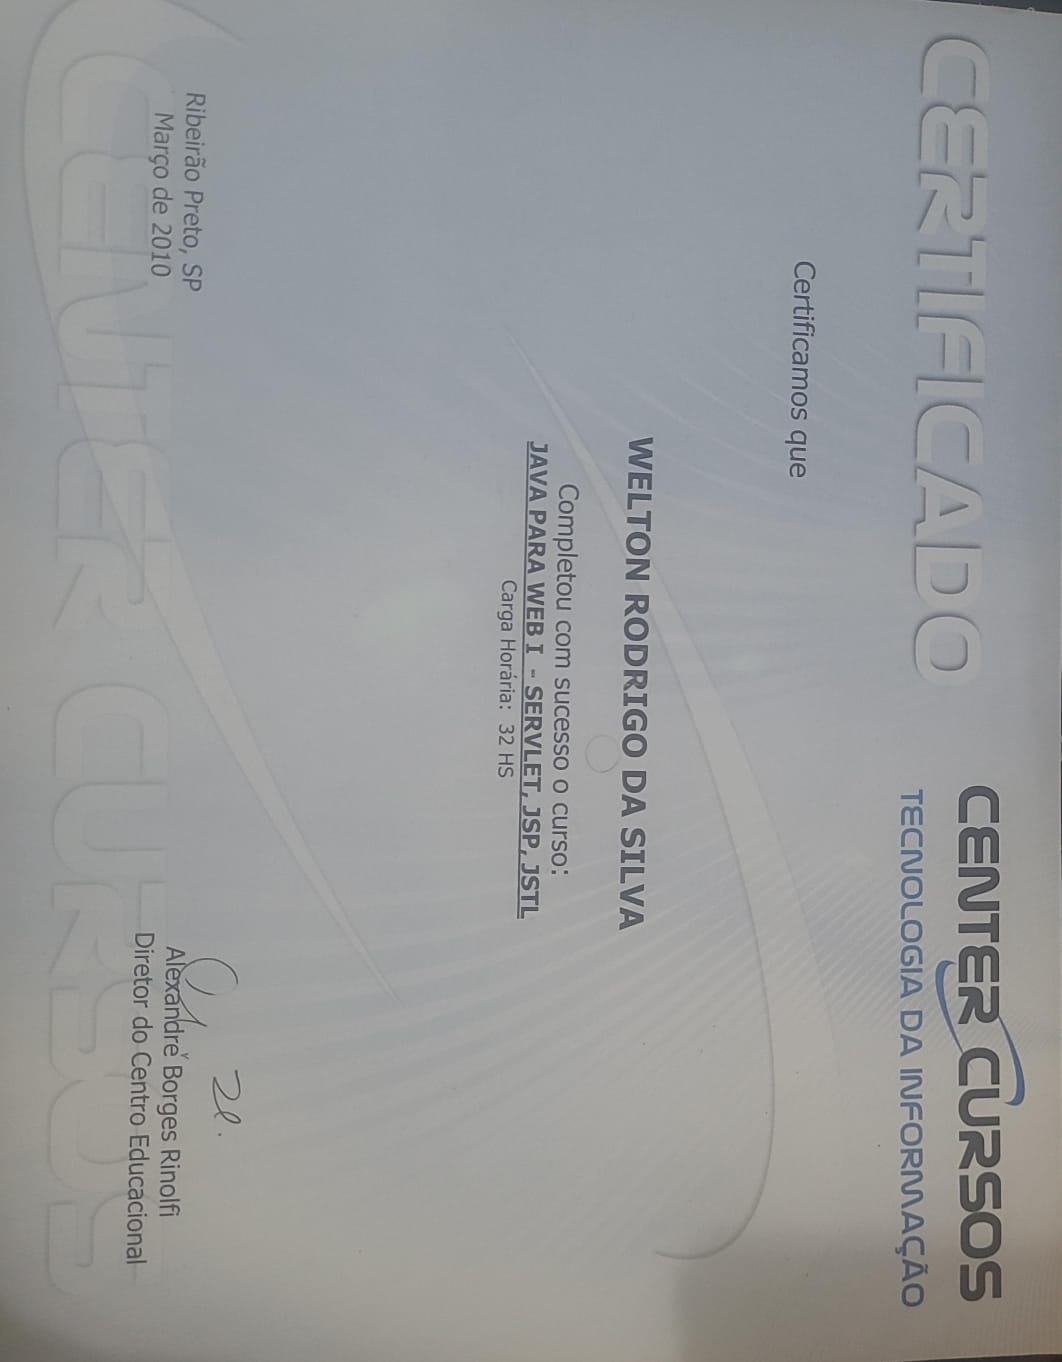 CERTIFICADO
CENTER CURSOS
TECNOLOGIA DA INFORMAÇÃO
Certificamos que
WELTON RODRIGO DA SILVA
Completou com sucesso o curso:
JAVA PARA WEB I - SERVLET, JSP, JSTL
Carga Horária: 32 HS
Ribeirão Preto, SP
Março de 2010
Alexandre Borges Rinolfi
Diretor do Centro Educacional
CENTER CURSOS